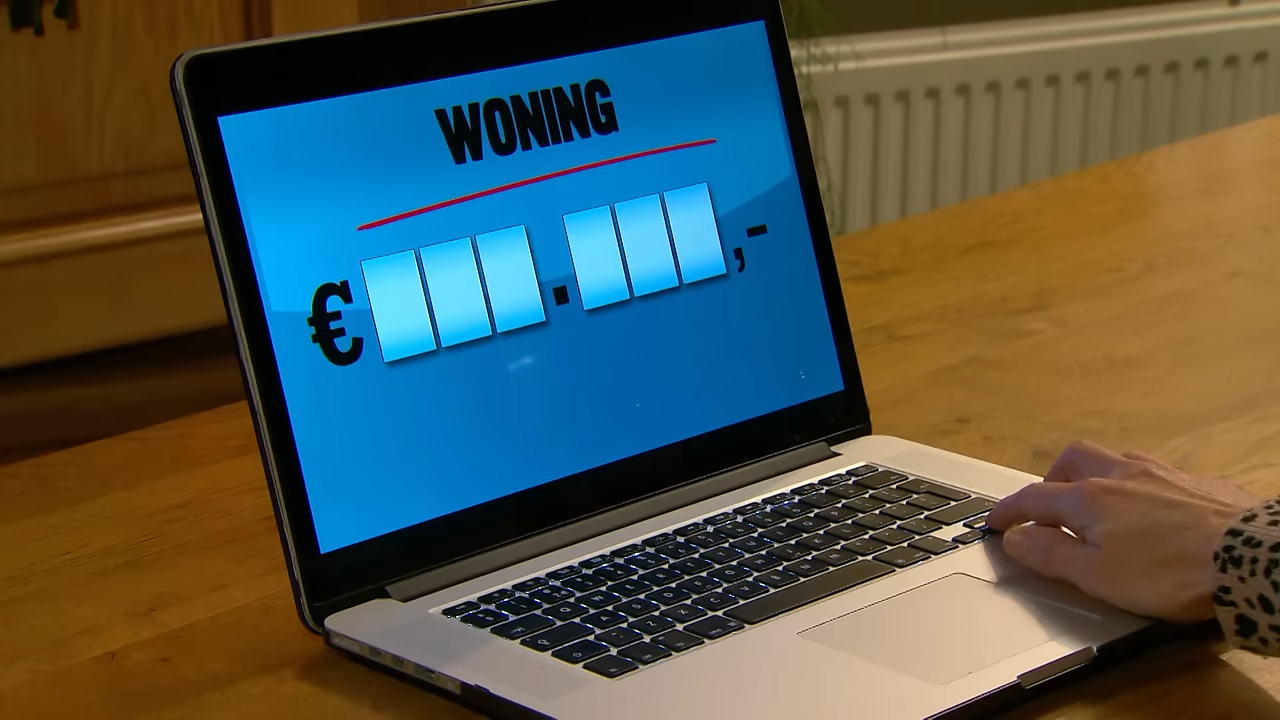 WONING
€ . ,-